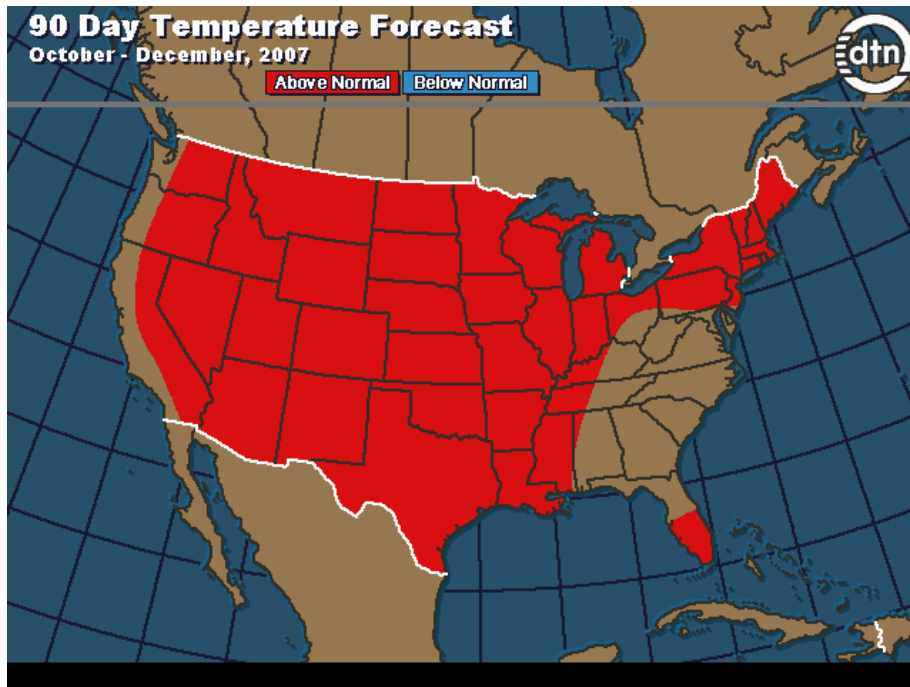 90 Day Temperature Forecast
October - December, 2007
Above Normal Below Normal
dtn